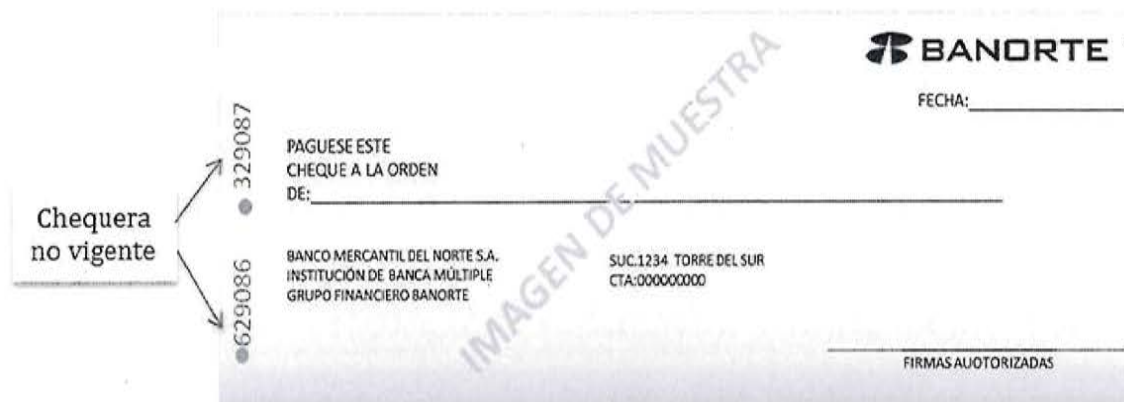 BANORTE
FECHA:
329087
PAGUESE ESTE
CHEQUE A LA ORDEN
DE:
Chequera
no vigente
629086
BANCO MERCANTIL DEL NORTE S.A.
INSTITUCIÓN DE BANCA MÚLTIPLE
GRUPO FINANCIERO BANORTE
SUC.1234 TORRE DEL SUR
CTA:000000000
IMAGEN DE MUESTRA
FIRMAS AUOTORIZADAS